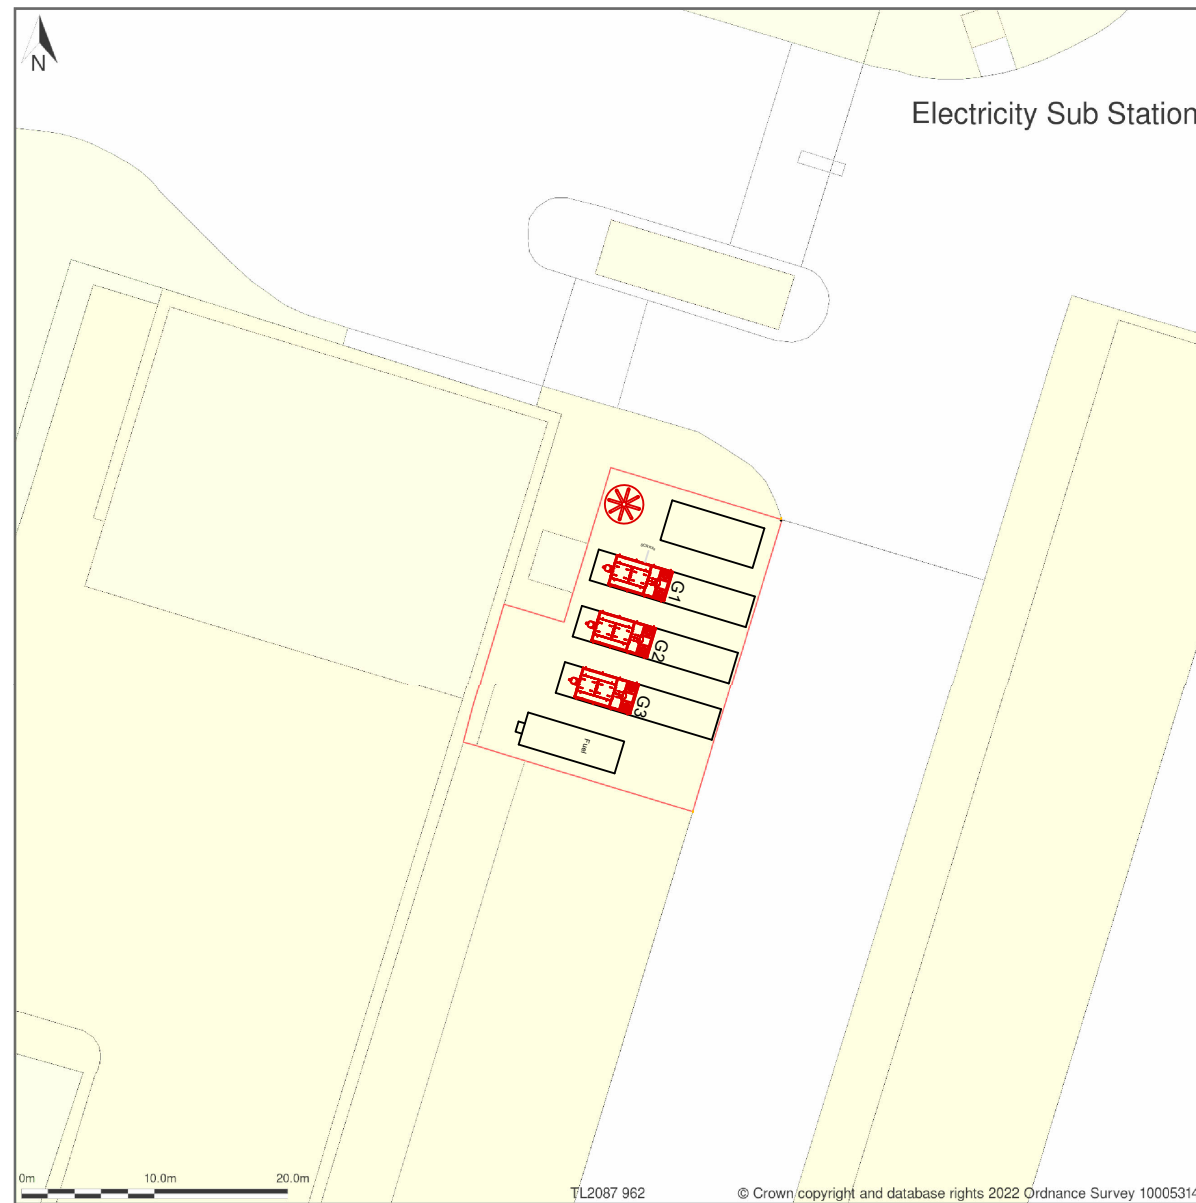 N
Electricity Sub Station
G1
G2
G3
Fuel
0m 10.0m 20.0m
TL2087 962 © Crown copyright and database rights 2022 Ordnance Survey 10005314